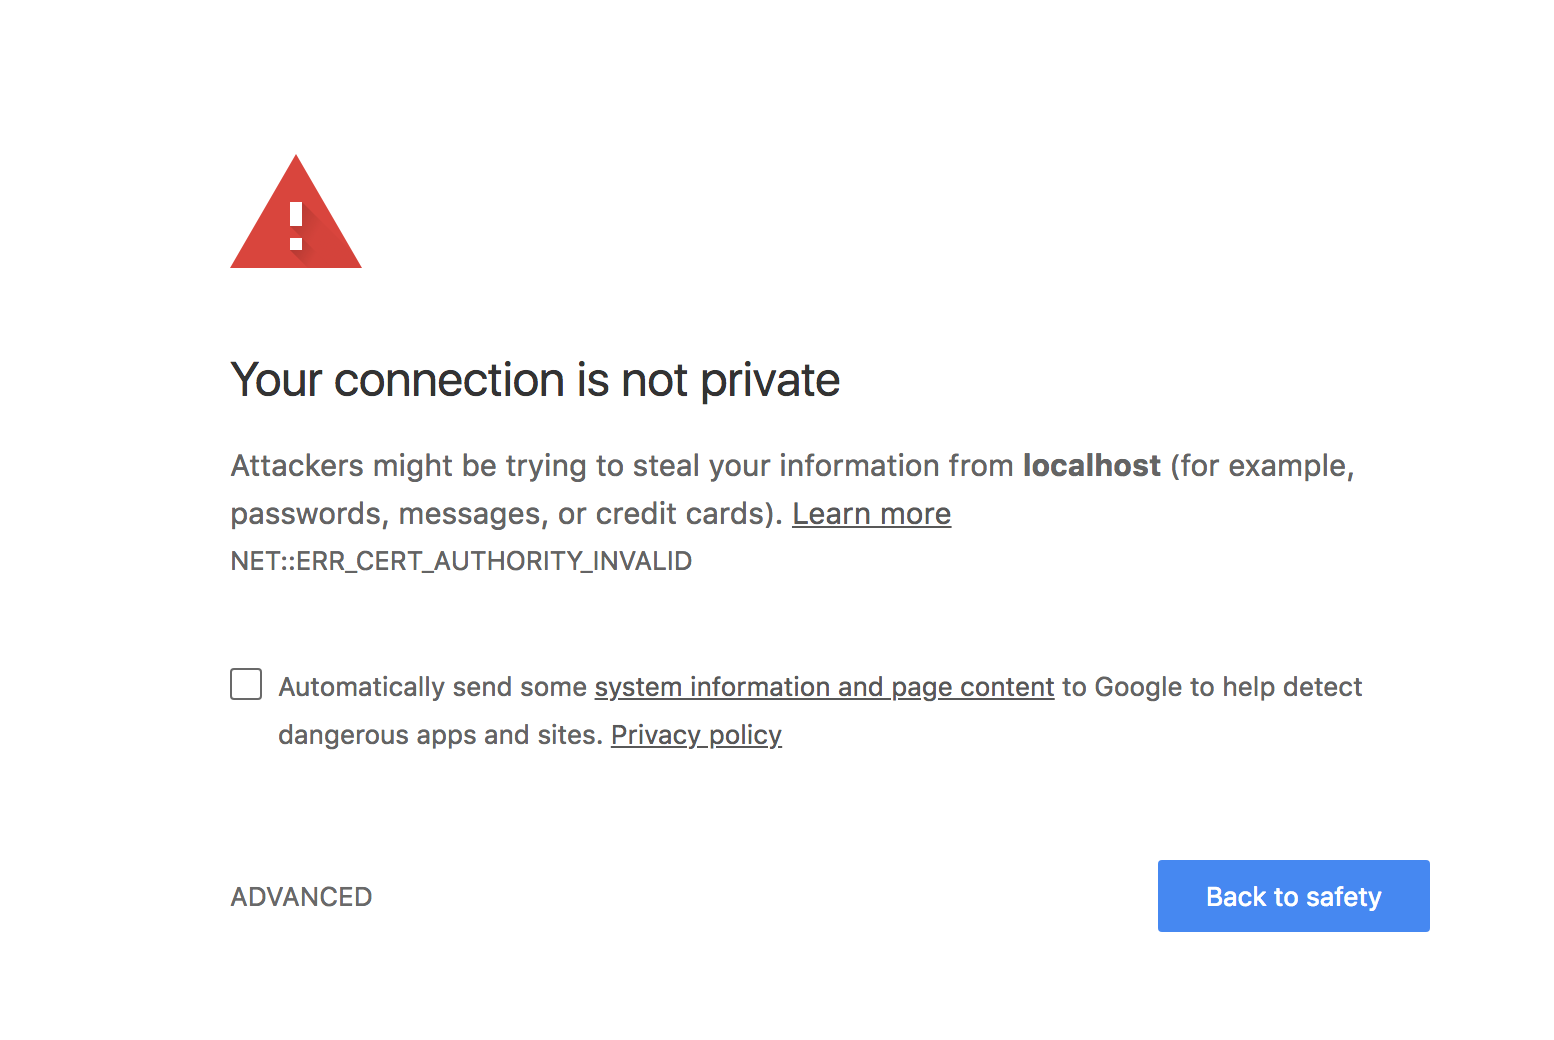 Your connection is not private
Attackers might be trying to steal your information from localhost (for example,
passwords, messages, or credit cards). Learn more
NET::ERR_CERT_AUTHORITY_INVALID
Automatically send some system information and page content to Google to help detect
dangerous apps and sites. Privacy policy
ADVANCED
Back to safety